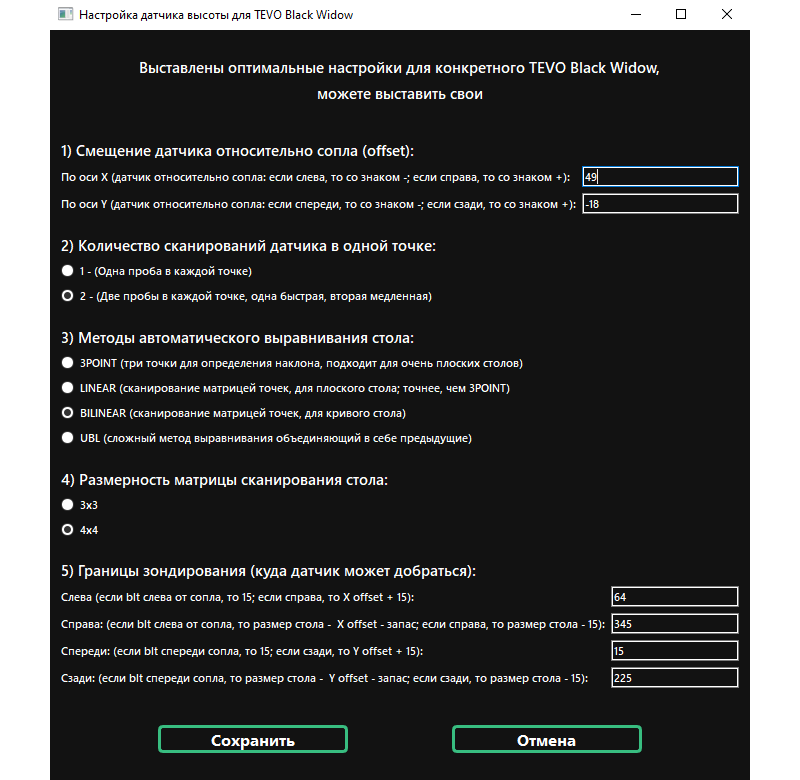 Настройка датчика высоты для TEVO Black Widow
Выставлены оптимальные настройки для конкретного TEVO Black Widow,
можете выставить свои
1) Смещение датчика относительно сопла (offset):
По оси X (датчик относительно сопла: если слева, то со знаком -; если справа, то со знаком +): 49
По оси Y (датчик относительно сопла: если спереди, то со знаком -; если сзади, то со знаком +): -18
2) Количество сканирований датчика в одной точке:
1 - (Одна проба в каждой точке)
2 - (Две пробы в каждой точке, одна быстрая, вторая медленная)
3) Методы автоматического выравнивания стола:
3POINT (три точки для определения наклона, подходит для очень плоских столов)
LINEAR (сканирование матрицей точек, для плоского стола; точнее, чем 3POINT)
BILINEAR (сканирование матрицей точек, для кривого стола)
UBL (сложный метод выравнивания объединяющий в себе предыдущие)
4) Размерность матрицы сканирования стола:
3x3
4x4
5) Границы зондирования (куда датчик может добраться):
Слева (если blt слева от сопла, то 15; если справа, то X offset + 15): 64
Справа: (если blt слева от сопла, то размер стола - X offset - запас; если справа, то размер стола - 15): 345
Спереди: (если blt спереди сопла, то 15; если сзади, то Y offset + 15): 15
Сзади: (если blt спереди сопла, то размер стола - Y offset - запас; если сзади, то размер стола - 15): 225
Сохранить Отмена